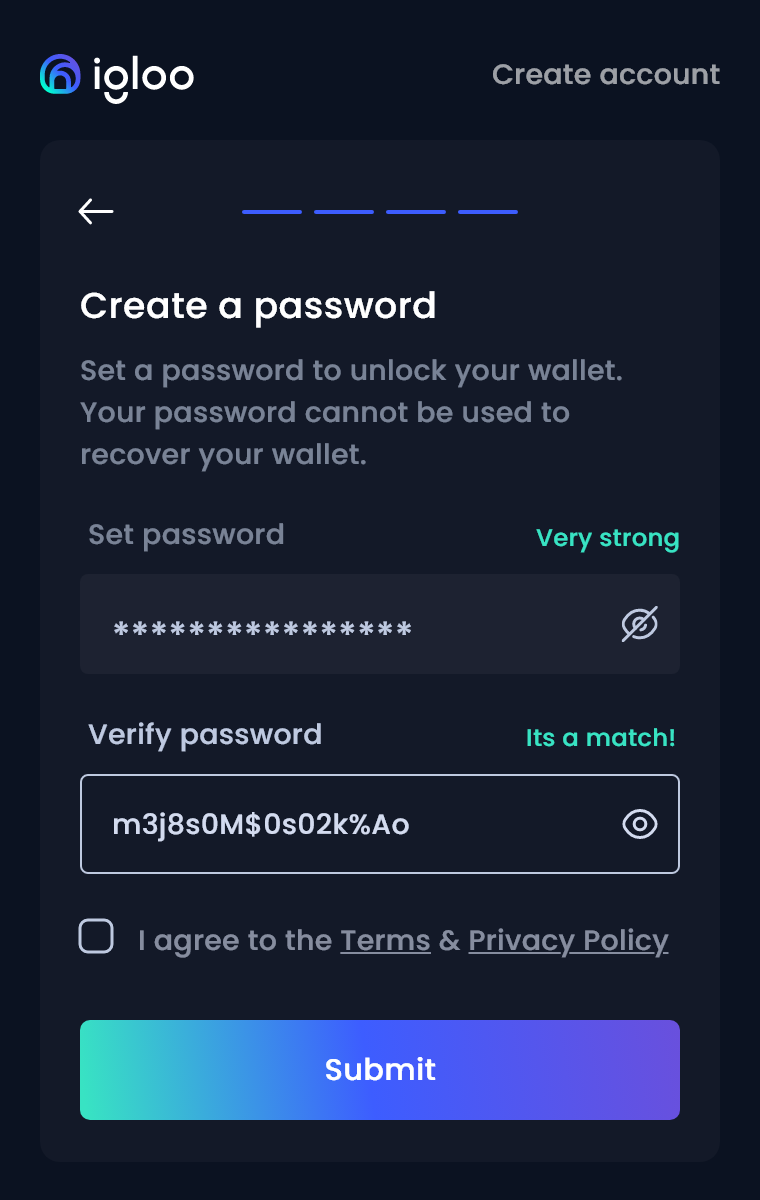 igloo
Create account
Create a password
Set a password to unlock your wallet.
Your password cannot be used to
recover your wallet.
Set password
Very strong
****************
Verify password
Its a match!
m3j8s0M$0s02k%Ao
I agree to the Terms & Privacy Policy
Submit